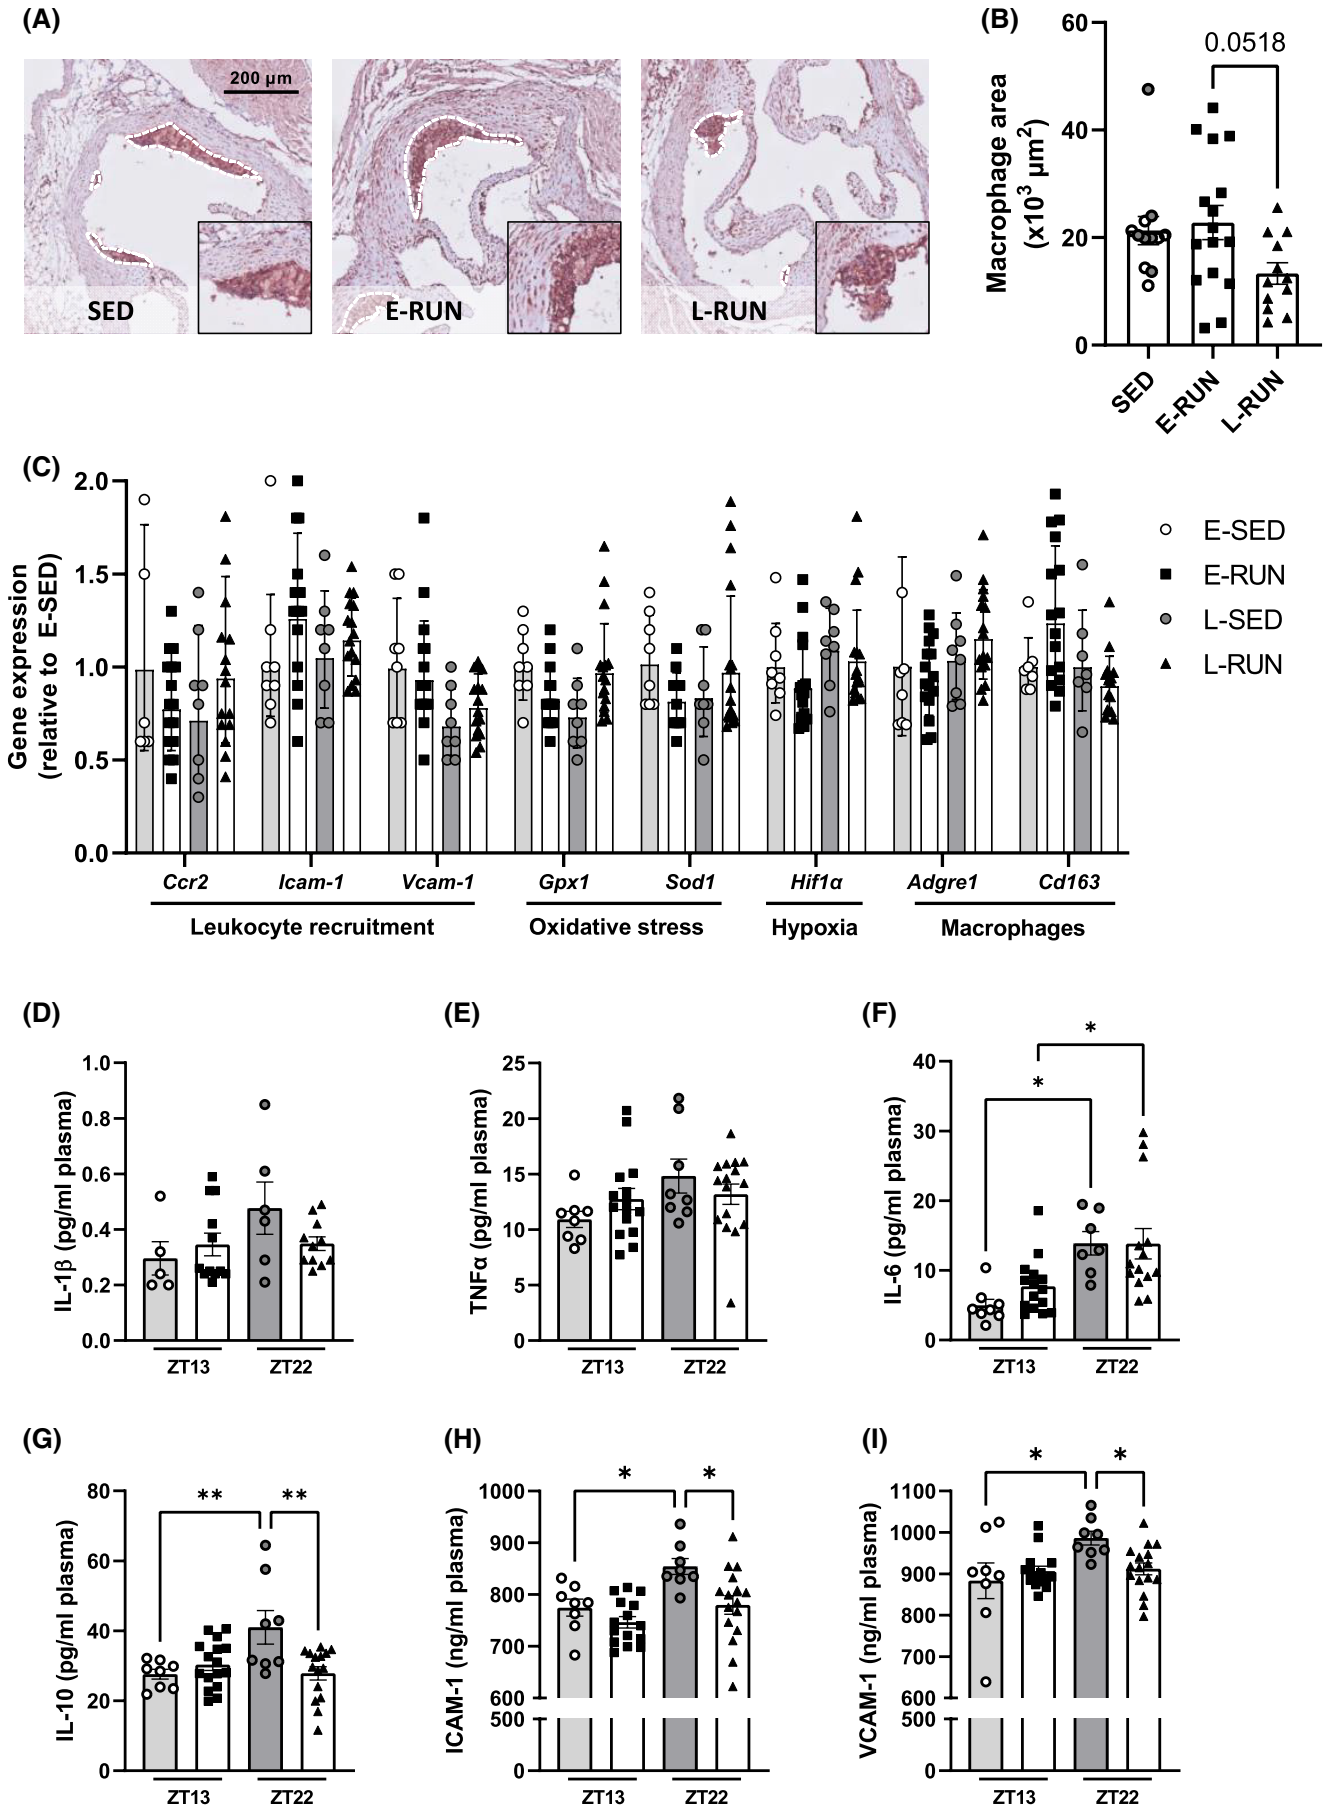 (A)
200 µm
SED
E-RUN
L-RUN
(B)
Macrophage area
(x10³ µm²)
60
40
20
0
0.0518
SED
E-RUN
L-RUN
(C)
Gene expression
(relative to E-SED)
2.0
1.5
1.0
0.5
0.0
Ccr2 Icam-1 Vcam-1 Gpx1 Sod1 Hif1α Adgre1 Cd163
Leukocyte recruitment Oxidative stress Hypoxia Macrophages
E-SED
E-RUN
L-SED
L-RUN
(D)
IL-1β (pg/ml plasma)
1.0
0.8
0.6
0.4
0.2
0.0
ZT13 ZT22
(E)
TNFα (pg/ml plasma)
25
20
15
10
5
0
ZT13 ZT22
(F)
IL-6 (pg/ml plasma)
40
30
20
10
0
*
*
ZT13 ZT22
(G)
IL-10 (pg/ml plasma)
80
60
40
20
0
** **
ZT13 ZT22
(H)
ICAM-1 (ng/ml plasma)
1000
900
800
700
600
500
0
* *
ZT13 ZT22
(I)
VCAM-1 (ng/ml plasma)
1100
1000
900
800
700
600
500
0
* *
ZT13 ZT22